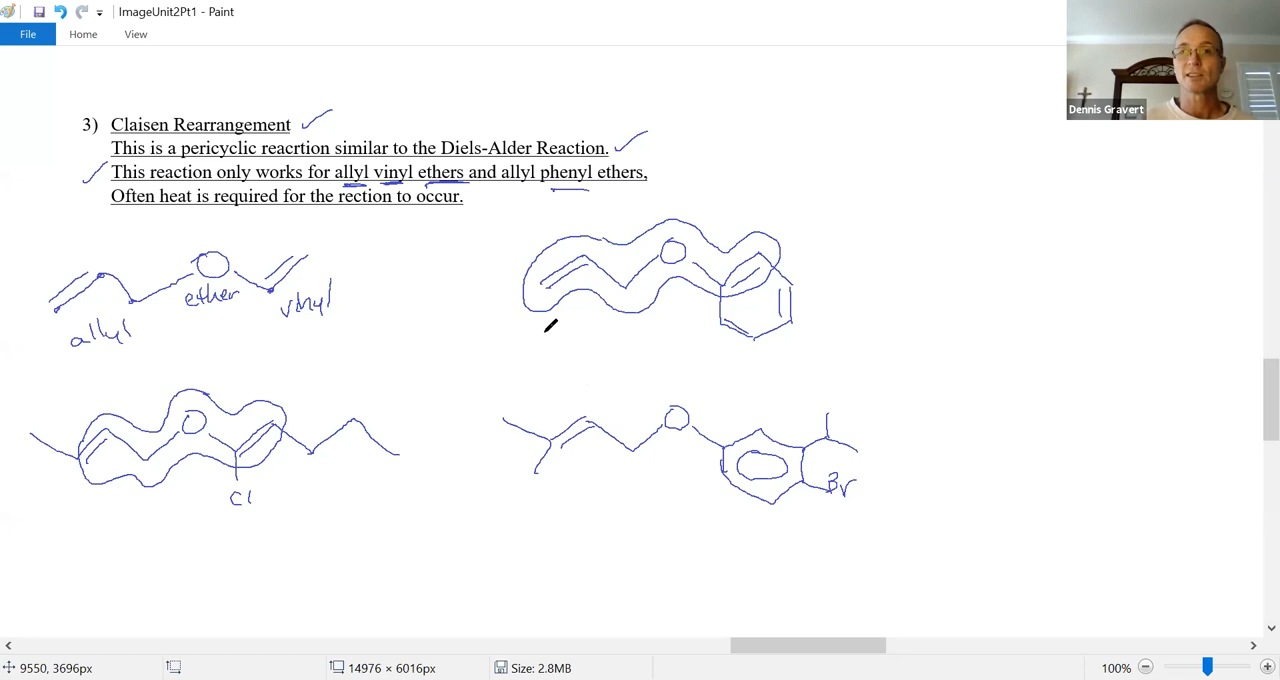 ImageUnit2Pt1 - Paint
File Home View
Dennis Gravert
3) Claisen Rearrangement
This is a pericyclic reacrtion similar to the Diels-Alder Reaction.
This reaction only works for allyl vinyl ethers and allyl phenyl ethers,
Often heat is required for the rection to occur.
O O
allyl ether vinyl
O O
Cl Br
9550, 3696px 14976 × 6016px Size: 2.8MB 100%